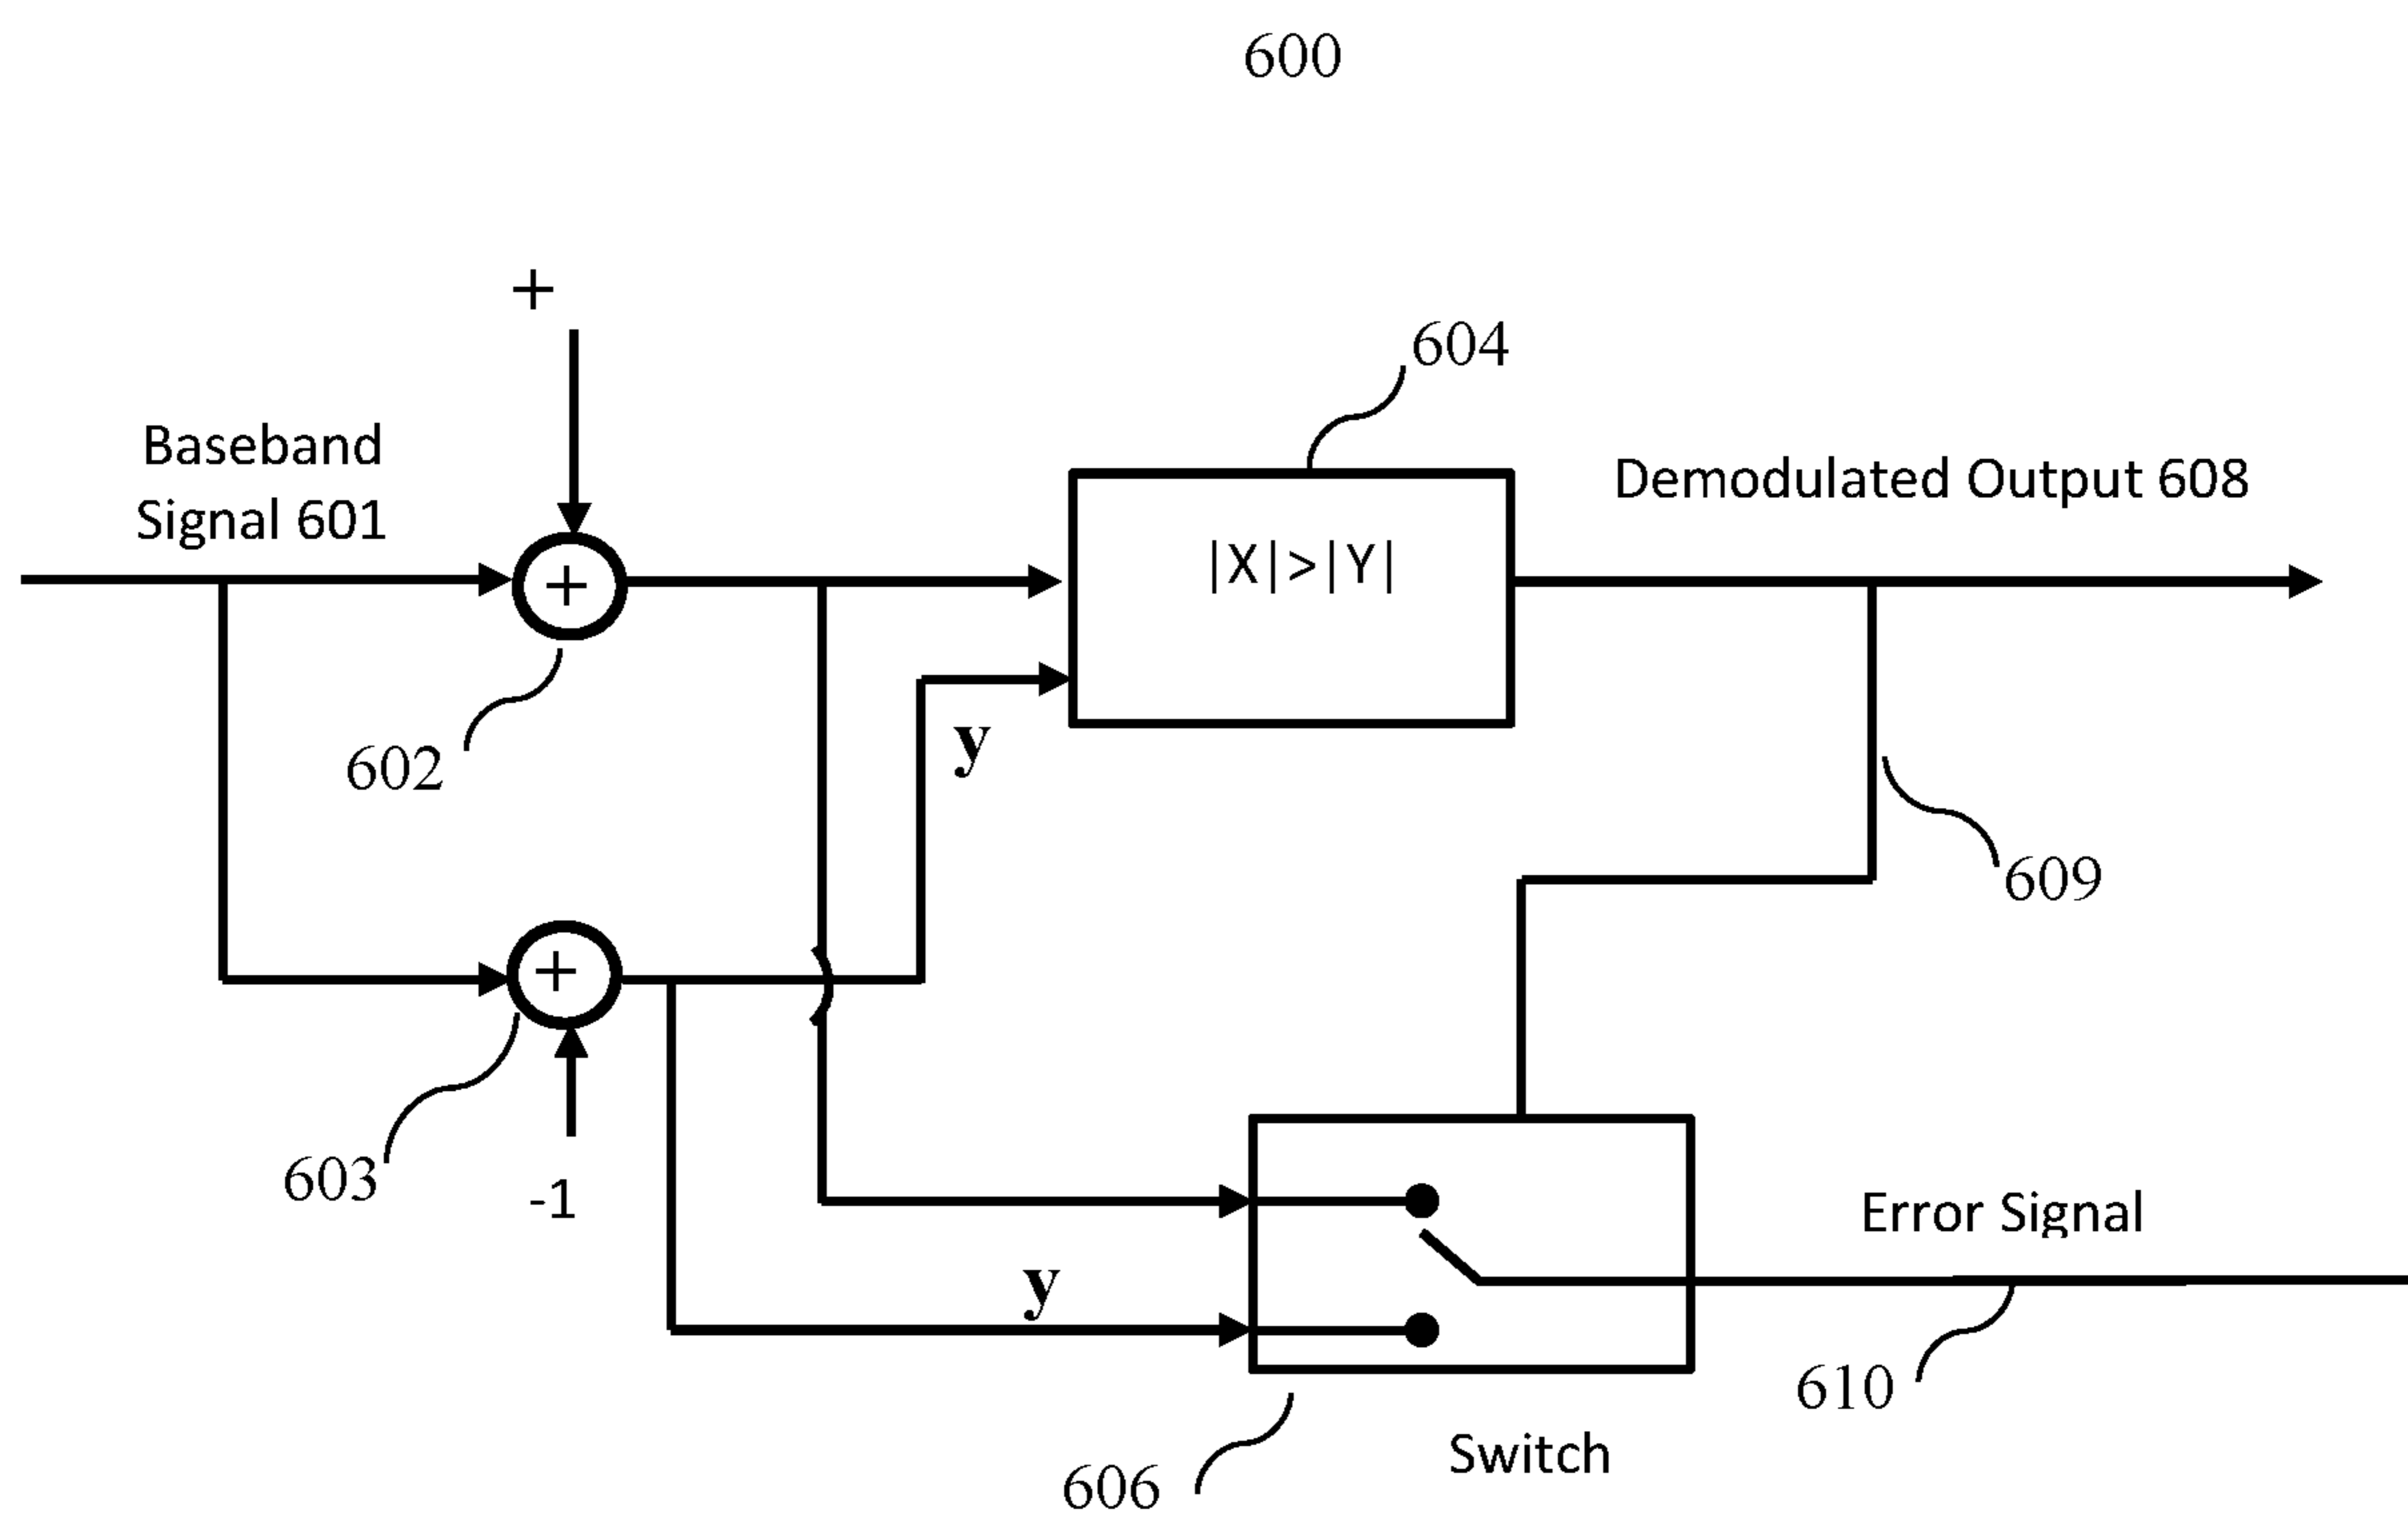 600
+
604
Baseband
Signal 601
Demodulated Output 608
+
|X|>|Y|
602
y
609
+
603
-1
y
Error Signal
610
606
Switch